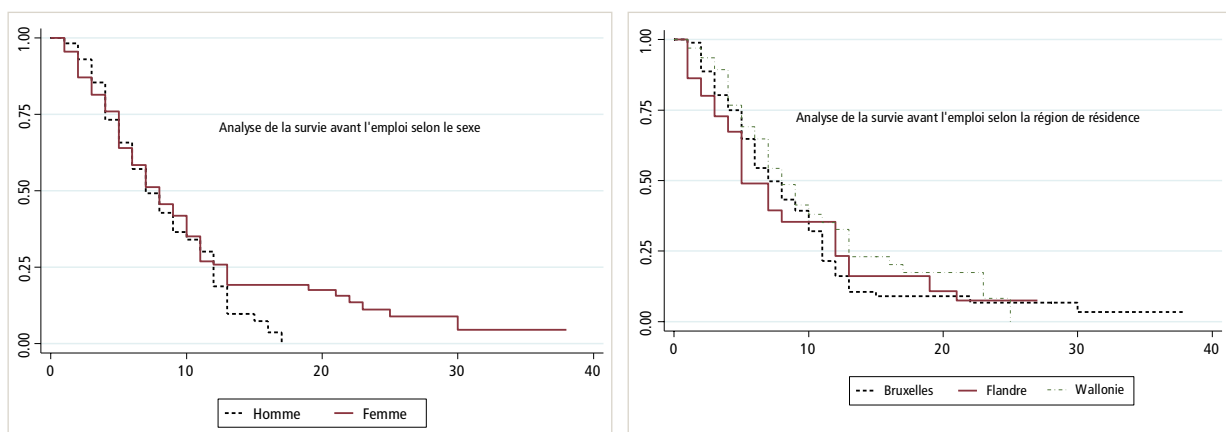 1.00
0.75
0.50
0.25
0.00
Analyse de la survie avant l'emploi selon le sexe
0 10 20 30 40
Homme Femme
1.00
0.75
0.50
0.25
0.00
Analyse de la survie avant l'emploi selon la région de résidence
0 10 20 30 40
Bruxelles Flandre Wallonie